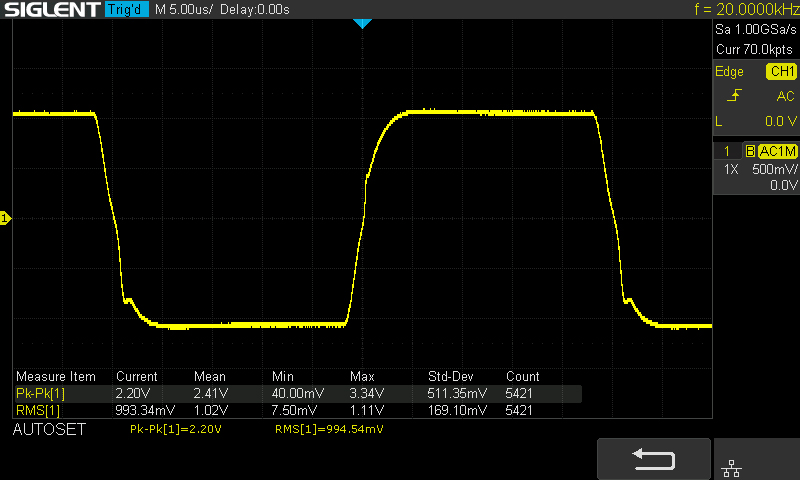 SIGLENT Trig'd M 5.00us/ Delay:0.00s f = 20.0000kHz
Sa 1.00GSa/s
Curr 70.0kpts
Edge CH1
AC
L 0.0 V
1 B AC1M
1X 500mV/
0.0V
1
Measure Item Current Mean Min Max Std-Dev Count
Pk-Pk[1] 2.20V 2.41V 40.00mV 3.34V 511.35mV 5421
RMS[1] 993.34mV 1.02V 7.50mV 1.11V 169.10mV 5421
AUTOSET Pk-Pk[1]=2.20V RMS[1]=994.54mV